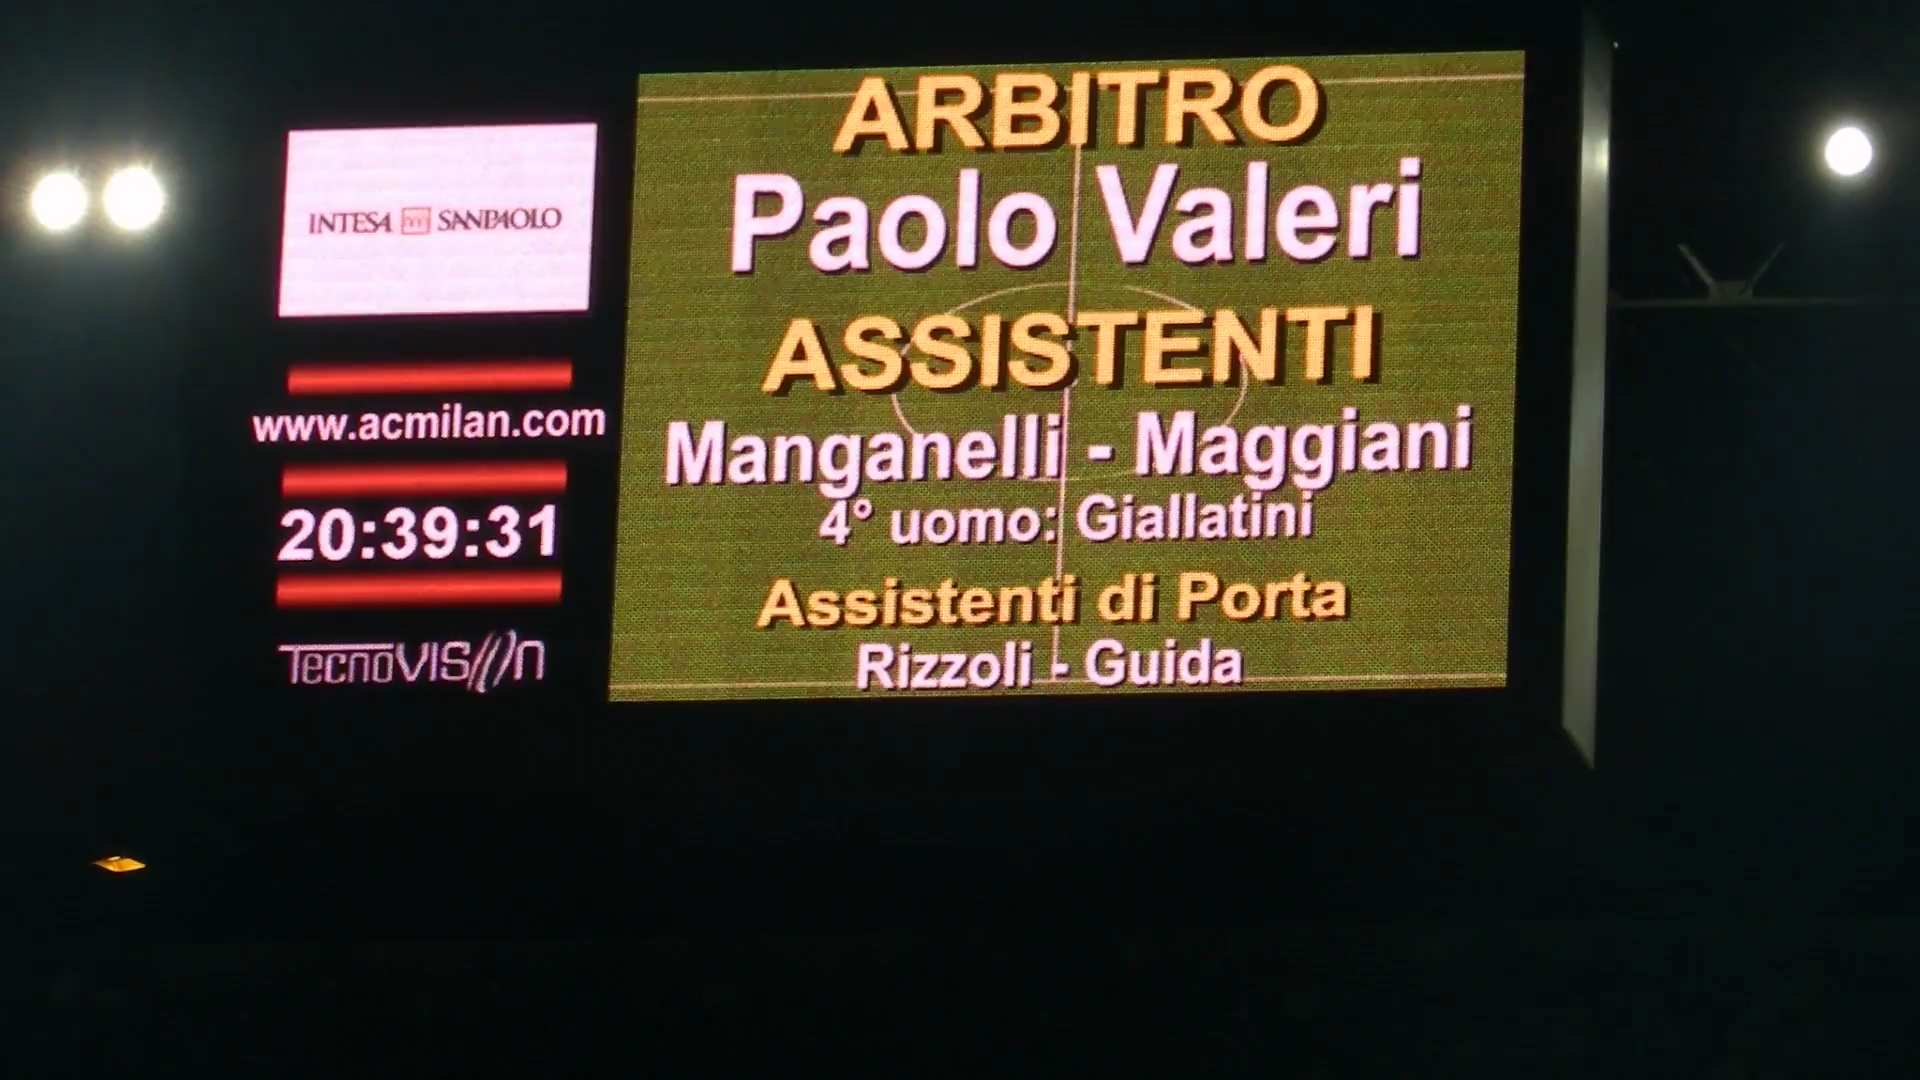 INTESA SANPAOLO
www.acmilan.com
20:39:31
Tecnovision
ARBITRO
Paolo Valeri
ASSISTENTI
Manganelli - Maggiani
4° uomo: Giallatini
Assistenti di Porta
Rizzoli - Guida